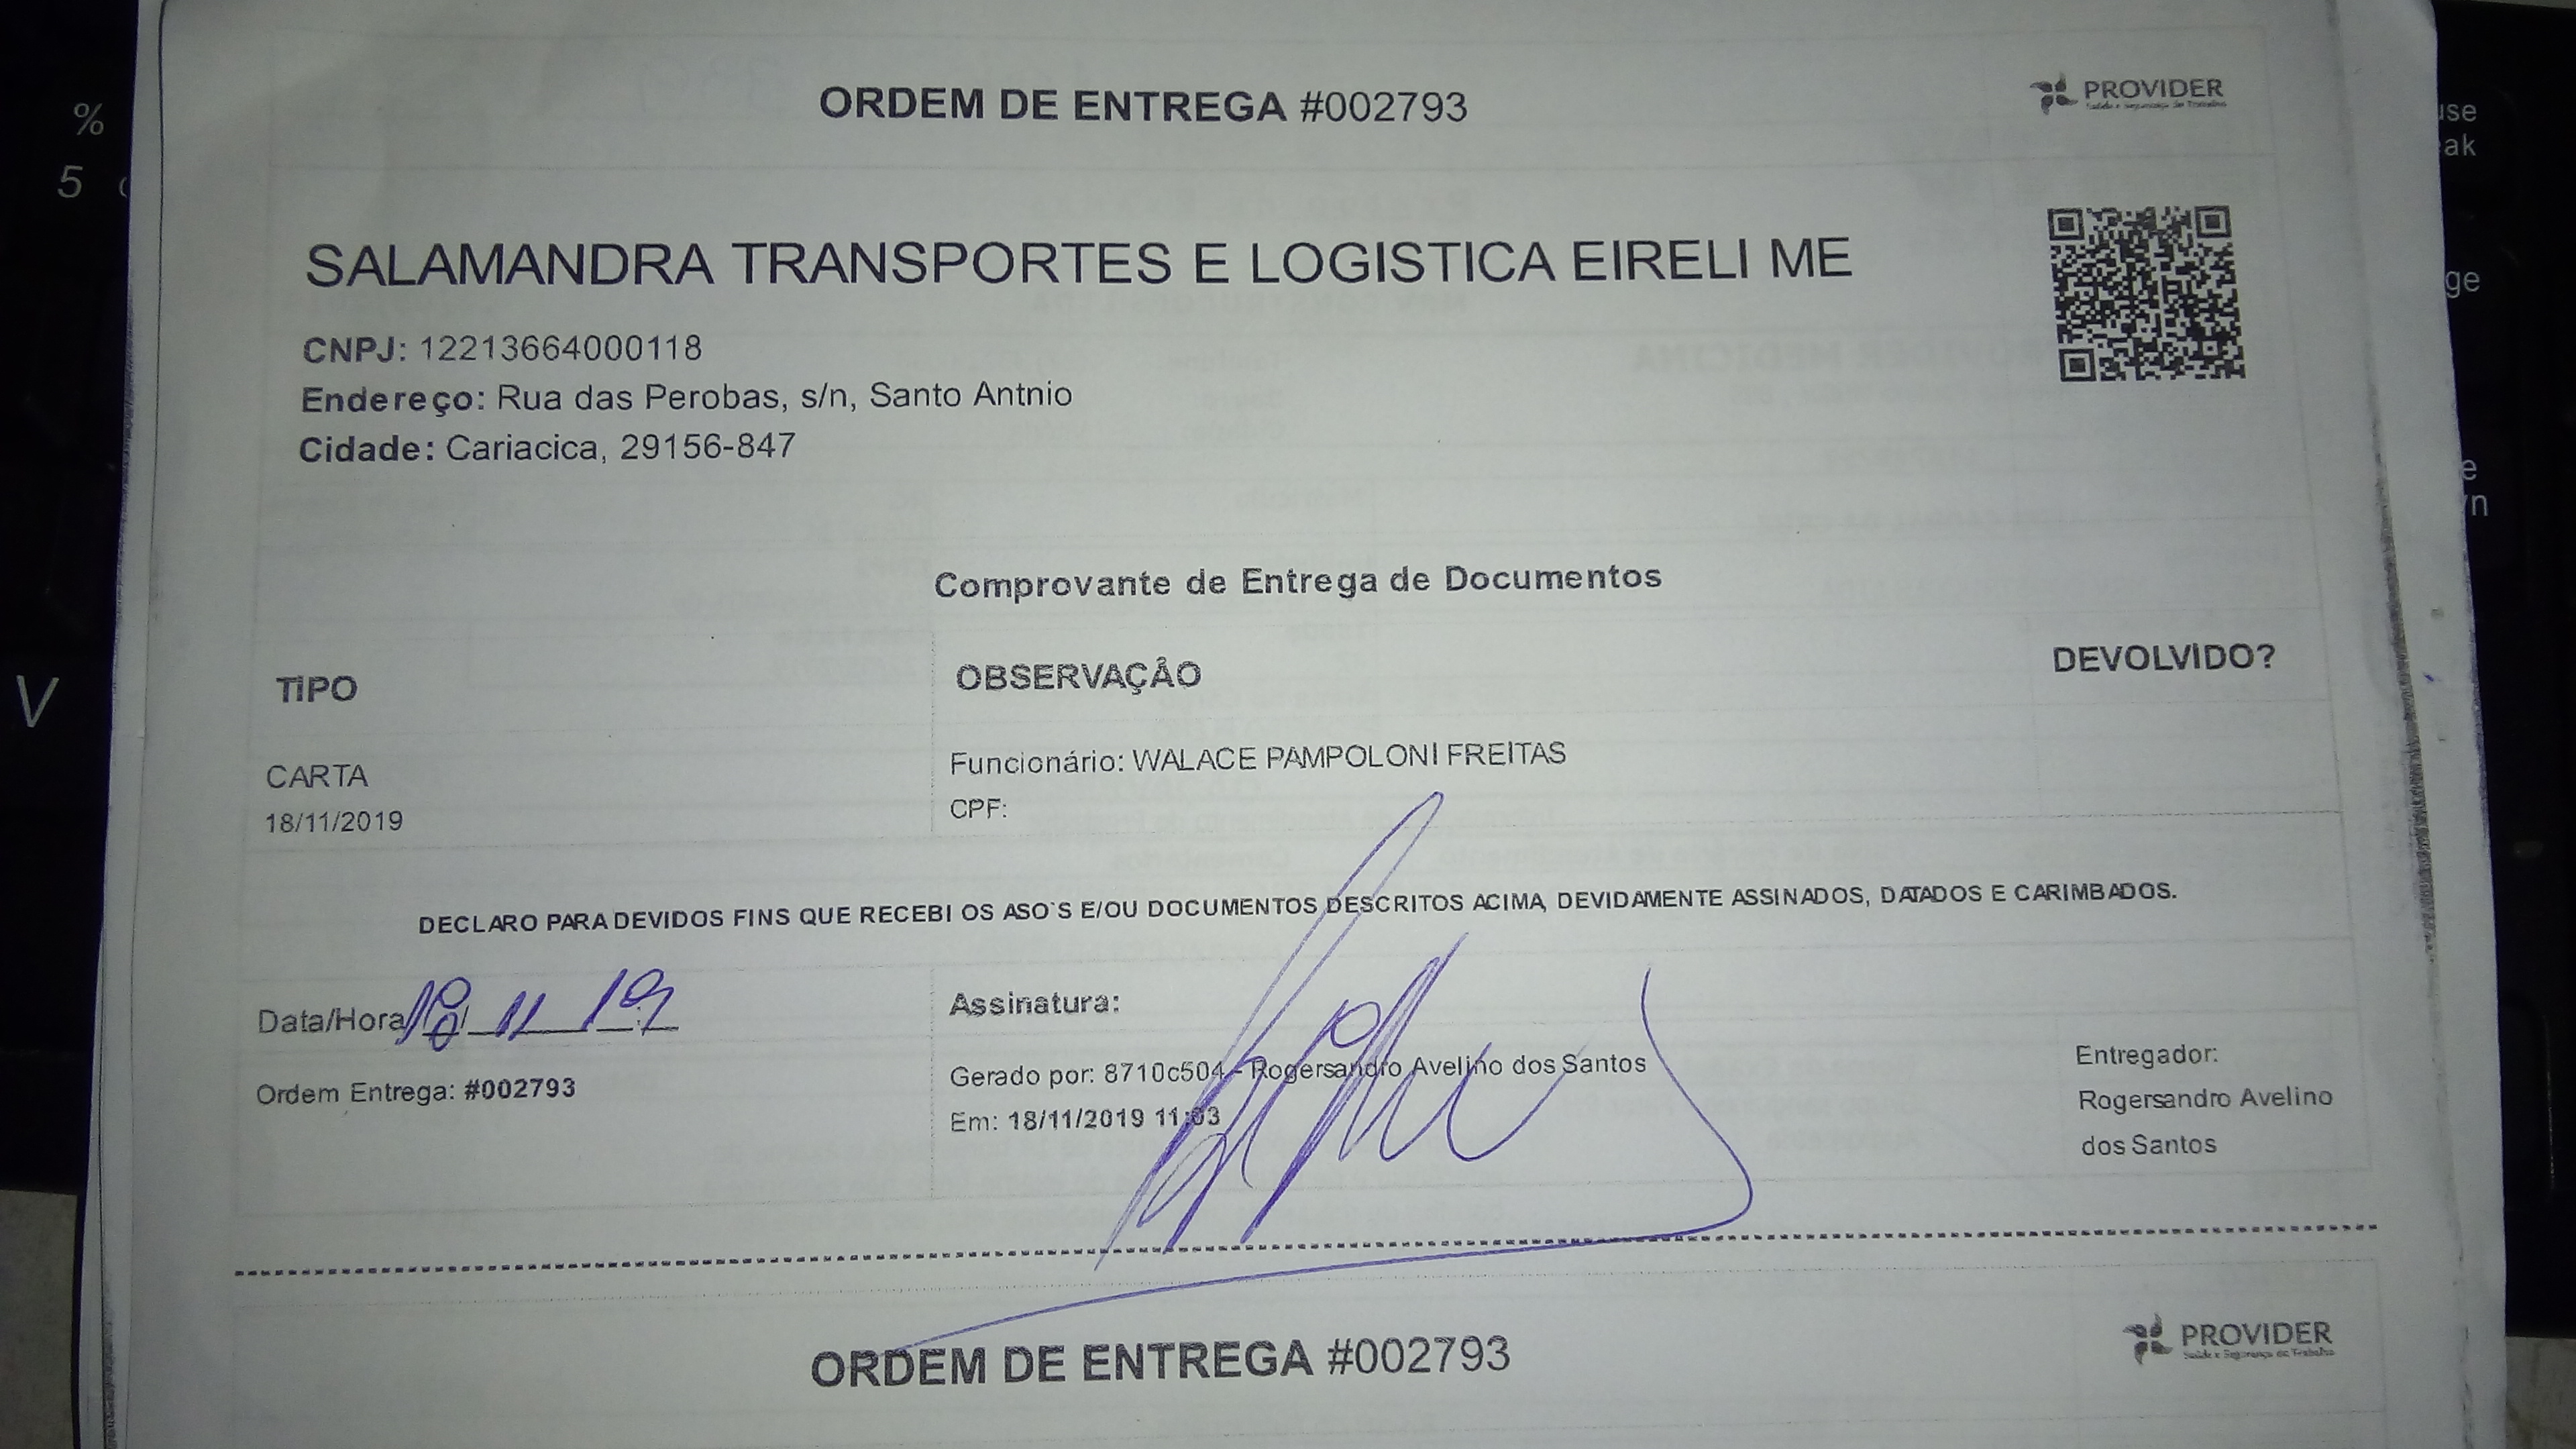 ORDEM DE ENTREGA #002793
PROVIDER
Saúde e Segurança do Trabalho
SALAMANDRA TRANSPORTES E LOGISTICA EIRELI ME
CNPJ: 12213664000118
Endereço: Rua das Perobas, s/n, Santo Antnio
Cidade: Cariacica, 29156-847
Comprovante de Entrega de Documentos
TIPO
OBSERVAÇÃO
DEVOLVIDO?
CARTA
18/11/2019
Funcionário: WALACE PAMPOLONI FREITAS
CPF:
DECLARO PARA DEVIDOS FINS QUE RECEBI OS ASO`S E/OU DOCUMENTOS DESCRITOS ACIMA, DEVIDAMENTE ASSINADOS, DATADOS E CARIMBADOS.
Data/Hora 18/ 11 19
Assinatura:
Ordem Entrega: #002793
Gerado por: 8710c504 - Rogersandro Avelino dos Santos
Em: 18/11/2019 11:03
Entregador:
Rogersandro Avelino
dos Santos
ORDEM DE ENTREGA #002793
PROVIDER
Saúde e Segurança do Trabalho
%
5
V
ak
ge
e